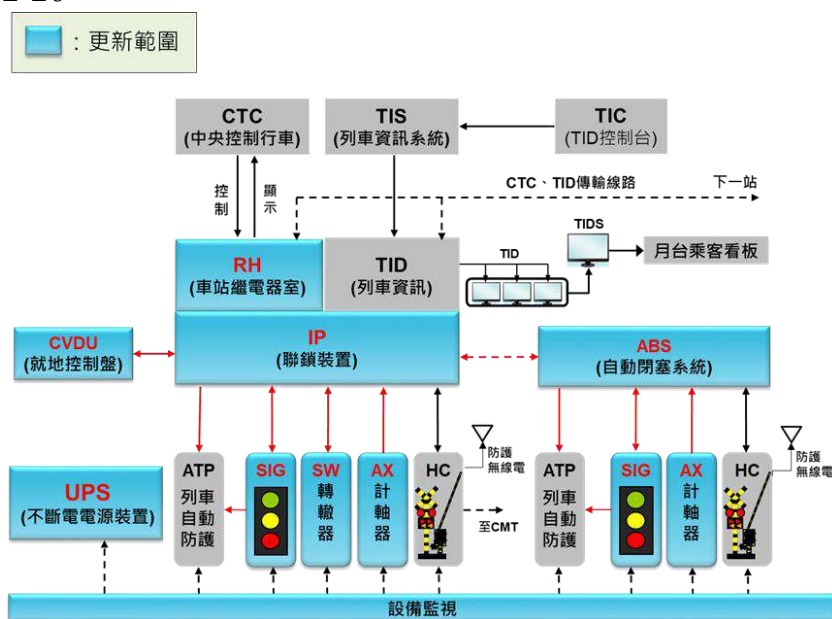 ：更新範圍
CTC
(中央控制行車)
TIS
(列車資訊系統)
TIC
(TID控制台)
控制
顯示
CTC、TID傳輸線路
下一站
RH
(車站繼電器室)
TID
(列車資訊)
TID
TIDS
月台乘客看板
CVDU
(就地控制盤)
IP
(聯鎖裝置)
ABS
(自動閉塞系統)
UPS
(不斷電電源裝置)
ATP
列車
自動
防護
SIG
SW
轉轍器
AX
計軸器
HC
防護
無線電
至CMT
ATP
列車
自動
防護
SIG
AX
計軸器
HC
防護
無線電
設備監視